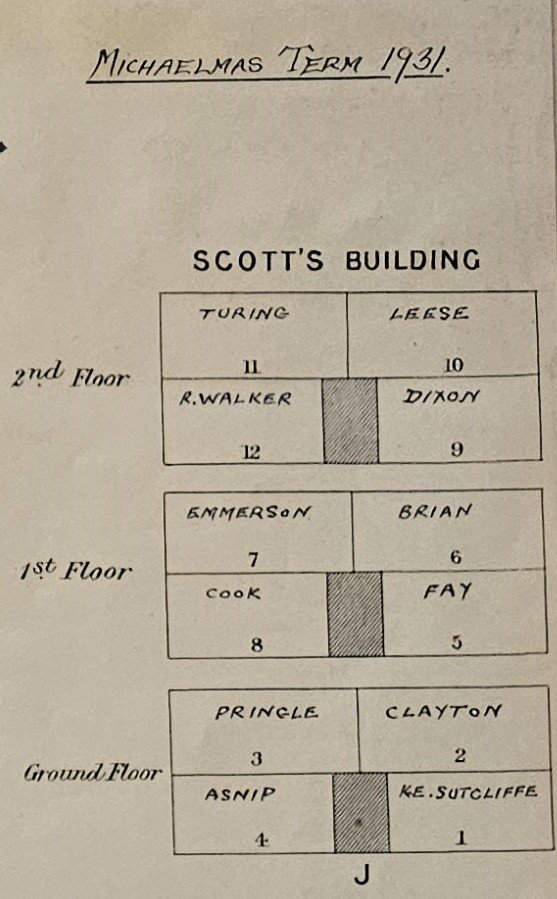 MICHAELMAS TERM 1931.
SCOTT'S BUILDING
TURING LEESE
11 10
2nd Floor
R.WALKER DIXON
12 9
EMMERSON BRIAN
7 6
1st Floor
COOK FAY
8 5
PRINGLE CLAYTON
3 2
Ground Floor
ASNIP K.E.SUTCLIFFE
4 1
J